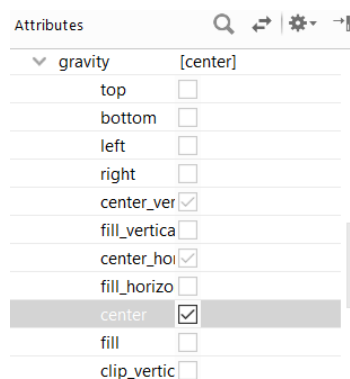 Attributes
gravity [center]
top
bottom
left
right
center_ver
fill_vertica
center_hor
fill_horizo
center
fill
clip_vertic